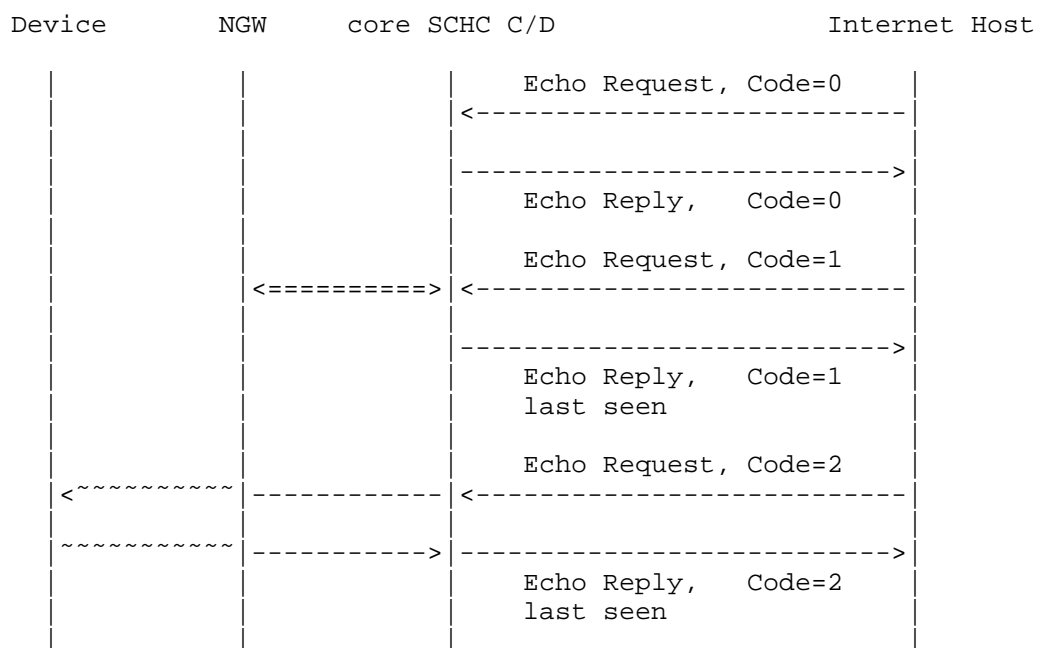 Device NGW core SCHC C/D Internet Host
Echo Request, Code=0
Echo Reply, Code=0
Echo Request, Code=1
Echo Reply, Code=1
last seen
Echo Request, Code=2
Echo Reply, Code=2
last seen